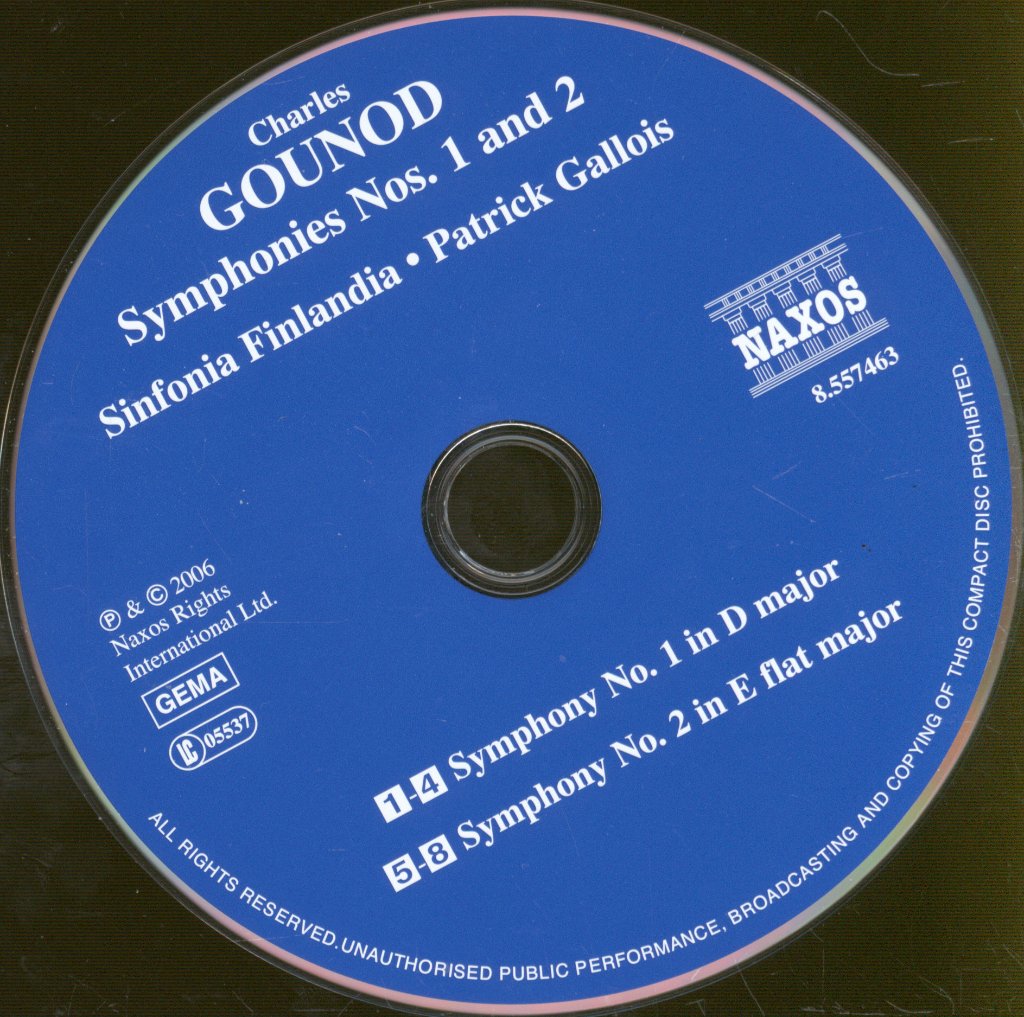 Charles
GOUNOD
Symphonies Nos. 1 and 2
Sinfonia Finlandia • Patrick Gallois
NAXOS
8.557463
℗ & © 2006
Naxos Rights
International Ltd.
GEMA
LC 05537
1-4 Symphony No. 1 in D major
5-8 Symphony No. 2 in E flat major
ALL RIGHTS RESERVED.UNAUTHORISED PUBLIC PERFORMANCE, BROADCASTING AND COPYING OF THIS COMPACT DISC PROHIBITED.